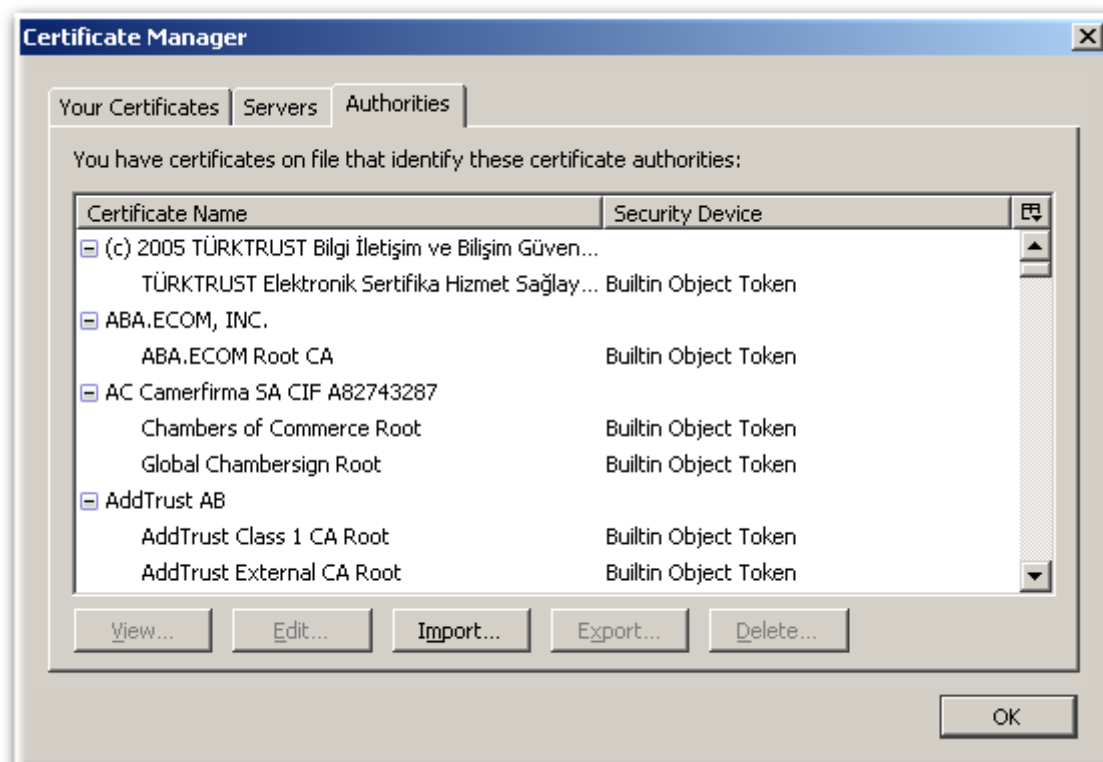 Certificate Manager
Your Certificates Servers Authorities
You have certificates on file that identify these certificate authorities:
Certificate Name Security Device
(c) 2005 TÜRKTRUST Bilgi İletişim ve Bilişim Güven...
TÜRKTRUST Elektronik Sertifika Hizmet Sağlay... Builtin Object Token
ABA.ECOM, INC.
ABA.ECOM Root CA Builtin Object Token
AC Camerfirma SA CIF A82743287
Chambers of Commerce Root Builtin Object Token
Global Chambersign Root Builtin Object Token
AddTrust AB
AddTrust Class 1 CA Root Builtin Object Token
AddTrust External CA Root Builtin Object Token
View... Edit... Import... Export... Delete...
OK